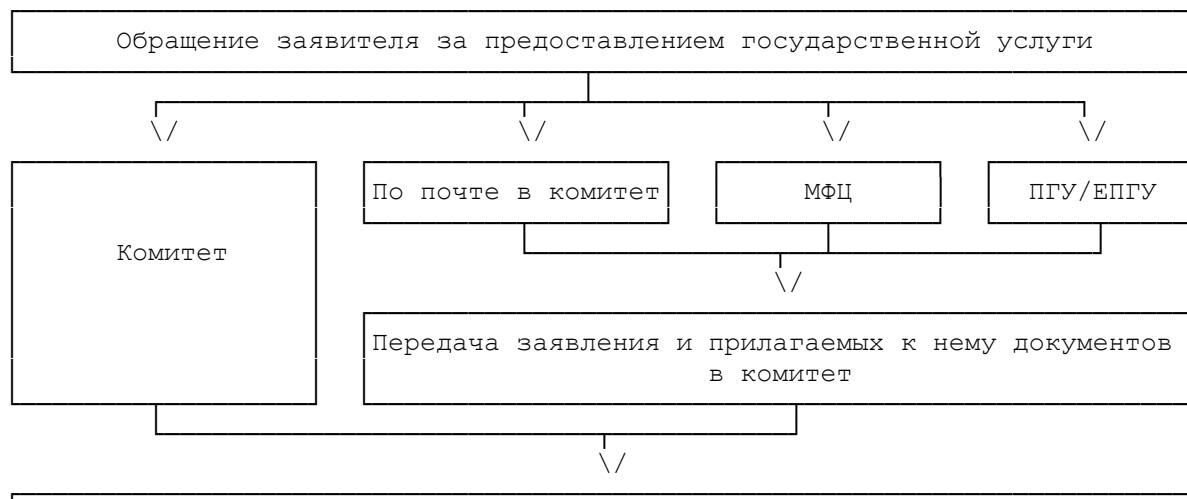 Обращение заявителя за предоставлением государственной услуги
\/ \/ \/ \/
По почте в комитет МФЦ ПГУ/ЕПГУ
Комитет
\/
Передача заявления и прилагаемых к нему документов
в комитет
\/